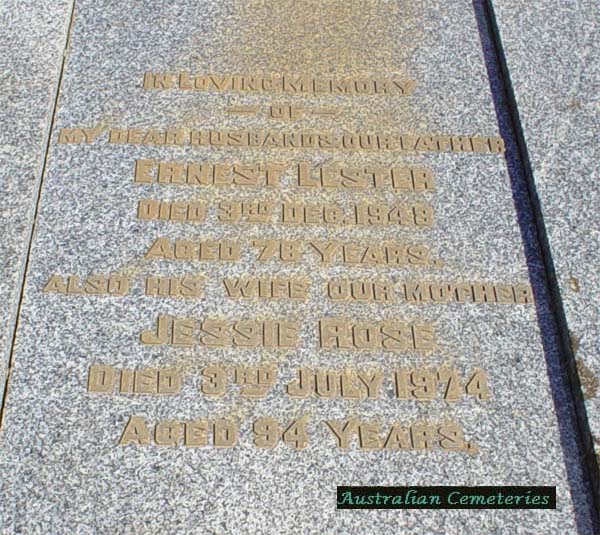 IN LOVING MEMORY
— OF —
MY DEAR HUSBAND & OUR FATHER
ERNEST LESTER
DIED 3RD DEC. 1948
AGED 76 YEARS.
ALSO HIS WIFE OUR MOTHER
JESSIE ROSE
DIED 3RD JULY 1974
AGED 94 YEARS.
Australian Cemeteries